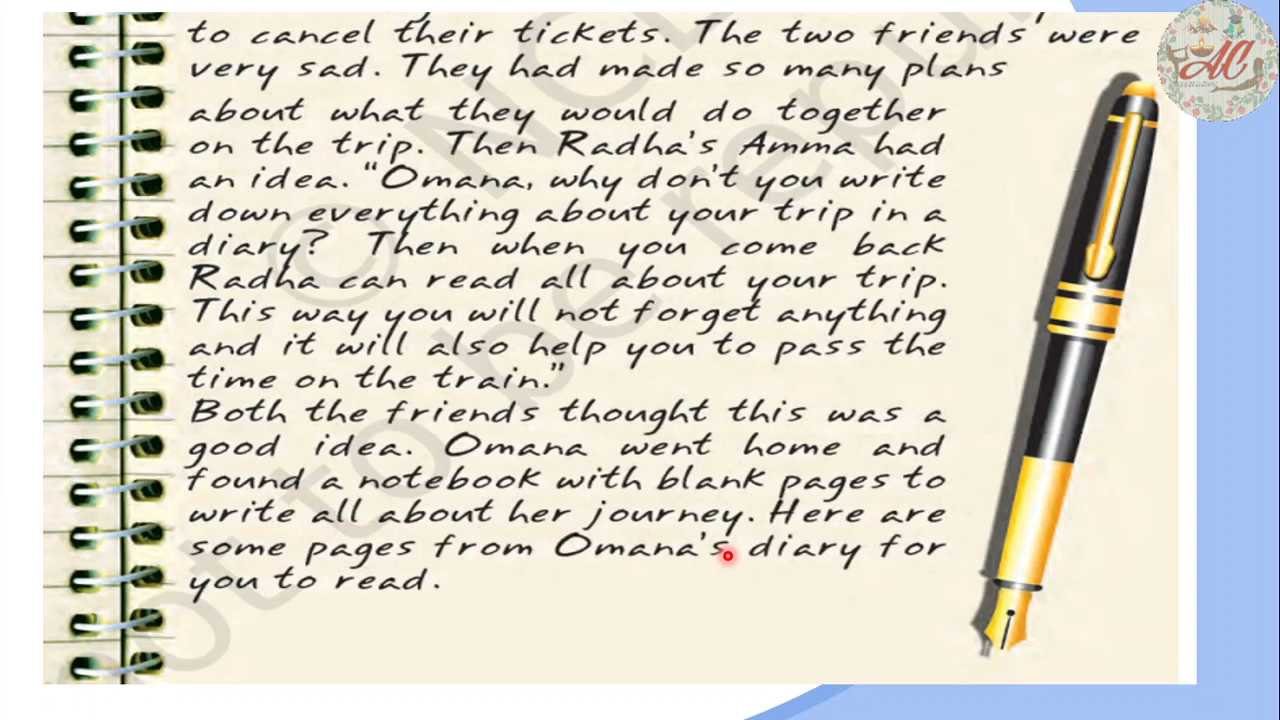 to cancel their tickets. The two friends were
very sad. They had made so many plans
about what they would do together
on the trip. Then Radha's Amma had
an idea. “Omana, why don't you write
down everything about your trip in a
diary? Then when you come back
Radha can read all about your trip.
This way you will not forget anything
and it will also help you to pass the
time on the train.”
Both the friends thought this was a
good idea. Omana went home and
found a notebook with blank pages to
write all about her journey. Here are
some pages from Omana's diary for
you to read.
AC